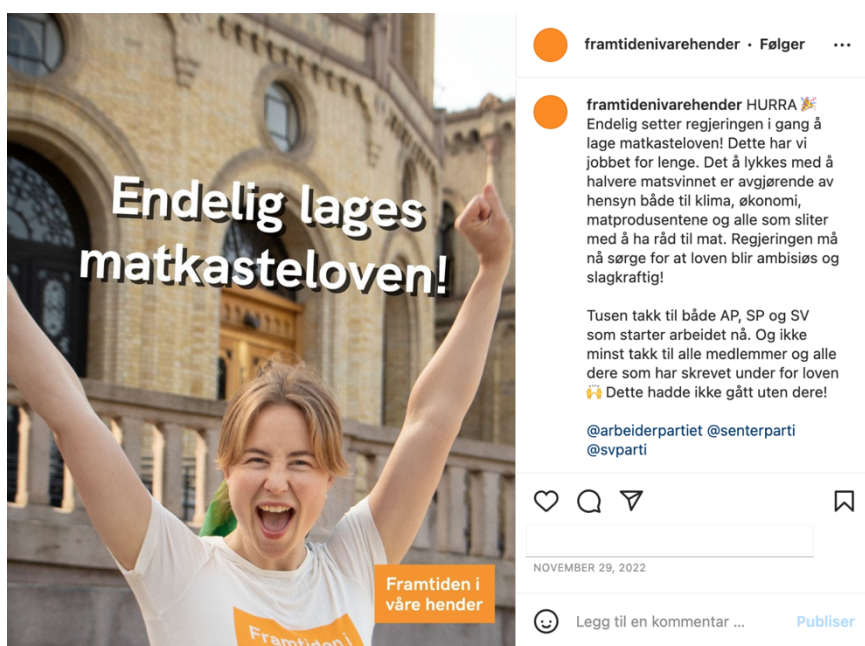 Endelig lages
matkasteloven!
Framtiden i
våre hender
Framtiden i
framtidenivarehender • Følger ...
framtidenivarehender HURRA 🎉
Endelig setter regjeringen i gang å
lage matkasteloven! Dette har vi
jobbet for lenge. Det å lykkes med å
halvere matsvinnet er avgjørende av
hensyn både til klima, økonomi,
matprodusentene og alle som sliter
med å ha råd til mat. Regjeringen må
nå sørge for at loven blir ambisiøs og
slagkraftig!
Tusen takk til både AP, SP og SV
som starter arbeidet nå. Og ikke
minst takk til alle medlemmer og alle
dere som har skrevet under for loven
🙌 Dette hadde ikke gått uten dere!
@arbeiderpartiet @senterparti
@svparti
NOVEMBER 29, 2022
Legg til en kommentar ... Publiser